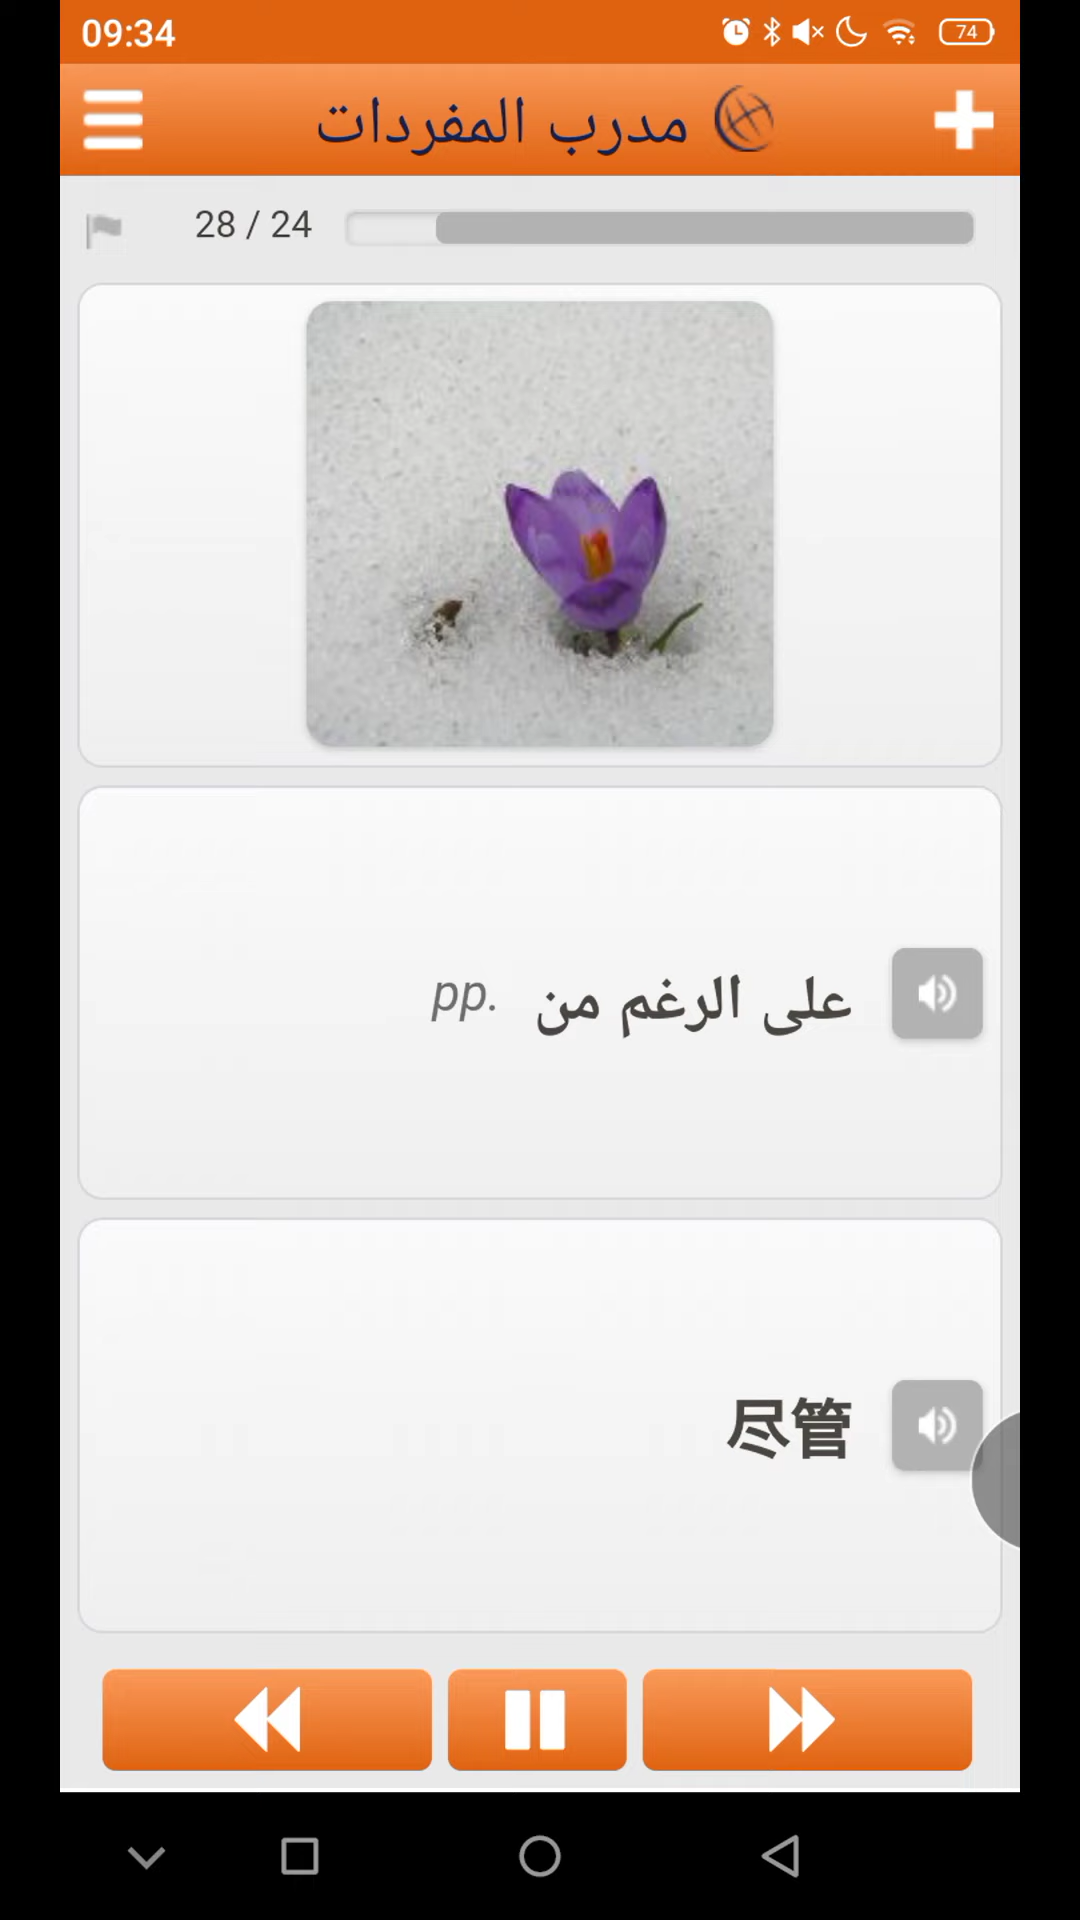 09:34
74
مدرب المفردات
28 / 24
على الرغم من pp.
尽管